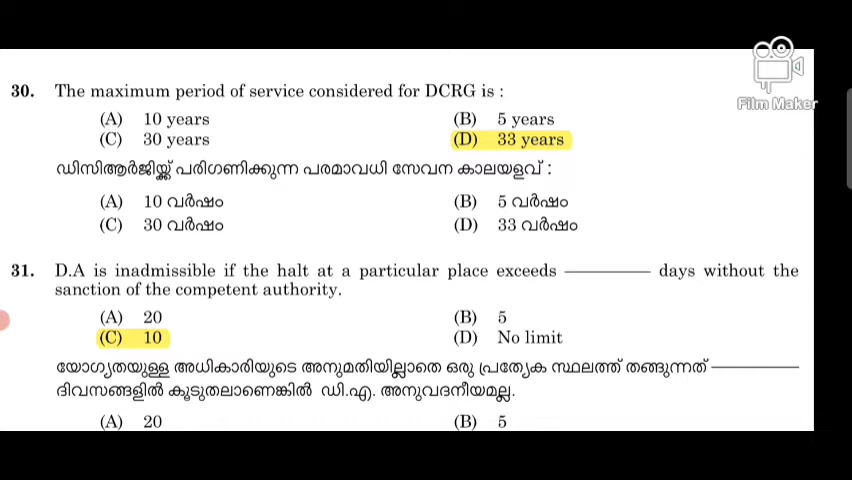 Film Maker
30. The maximum period of service considered for DCRG is :
(A) 10 years (B) 5 years
(C) 30 years (D) 33 years
ഡിസിആർജിയ്ക്ക് പരിഗണിക്കുന്ന പരമാവധി സേവന കാലയളവ് :
(A) 10 വർഷം (B) 5 വർഷം
(C) 30 വർഷം (D) 33 വർഷം
31. D.A is inadmissible if the halt at a particular place exceeds ———— days without the
sanction of the competent authority.
(A) 20 (B) 5
(C) 10 (D) No limit
യോഗ്യതയുള്ള അധികാരിയുടെ അനുമതിയില്ലാതെ ഒരു പ്രത്യേക സ്ഥലത്ത് തങ്ങുന്നത് ————
ദിവസങ്ങളിൽ കൂടുതലാണെങ്കിൽ ഡി.എ. അനുവദനീയമല്ല.
(A) 20 (B) 5